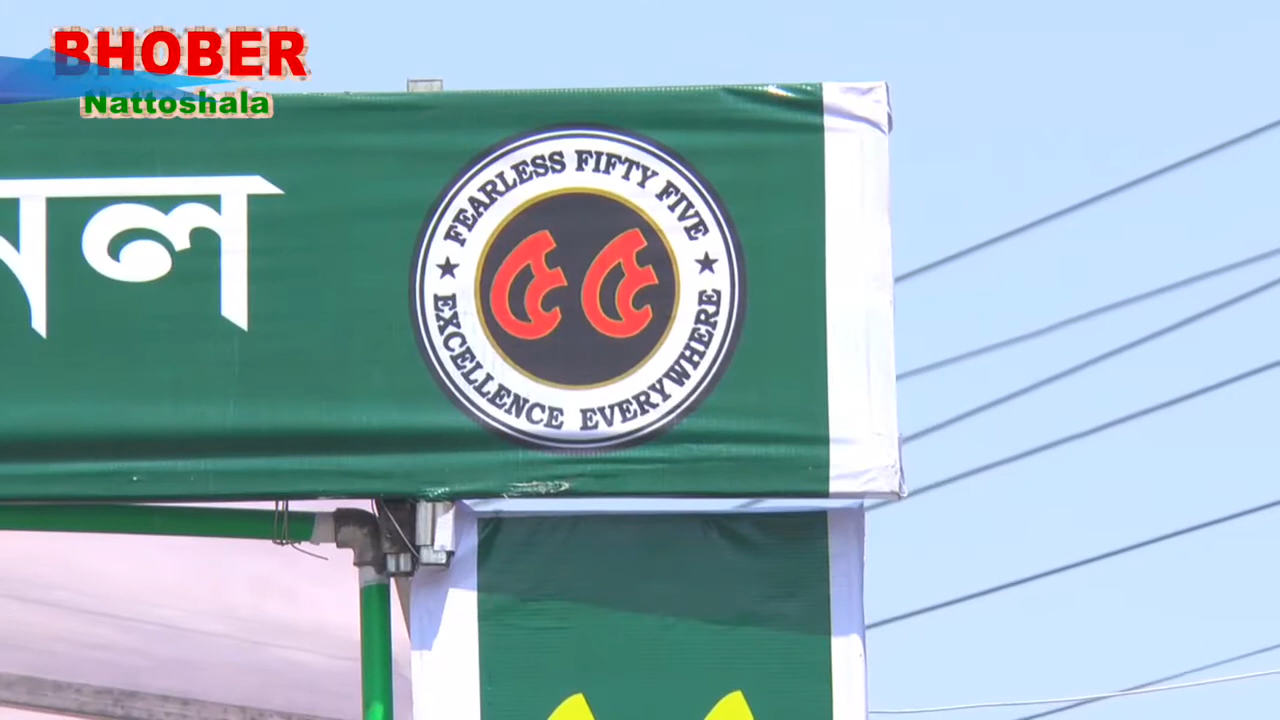 BHOBER
Nattoshala
FEARLESS FIFTY FIVE
৫৫
EXCELLENCE EVERYWHERE